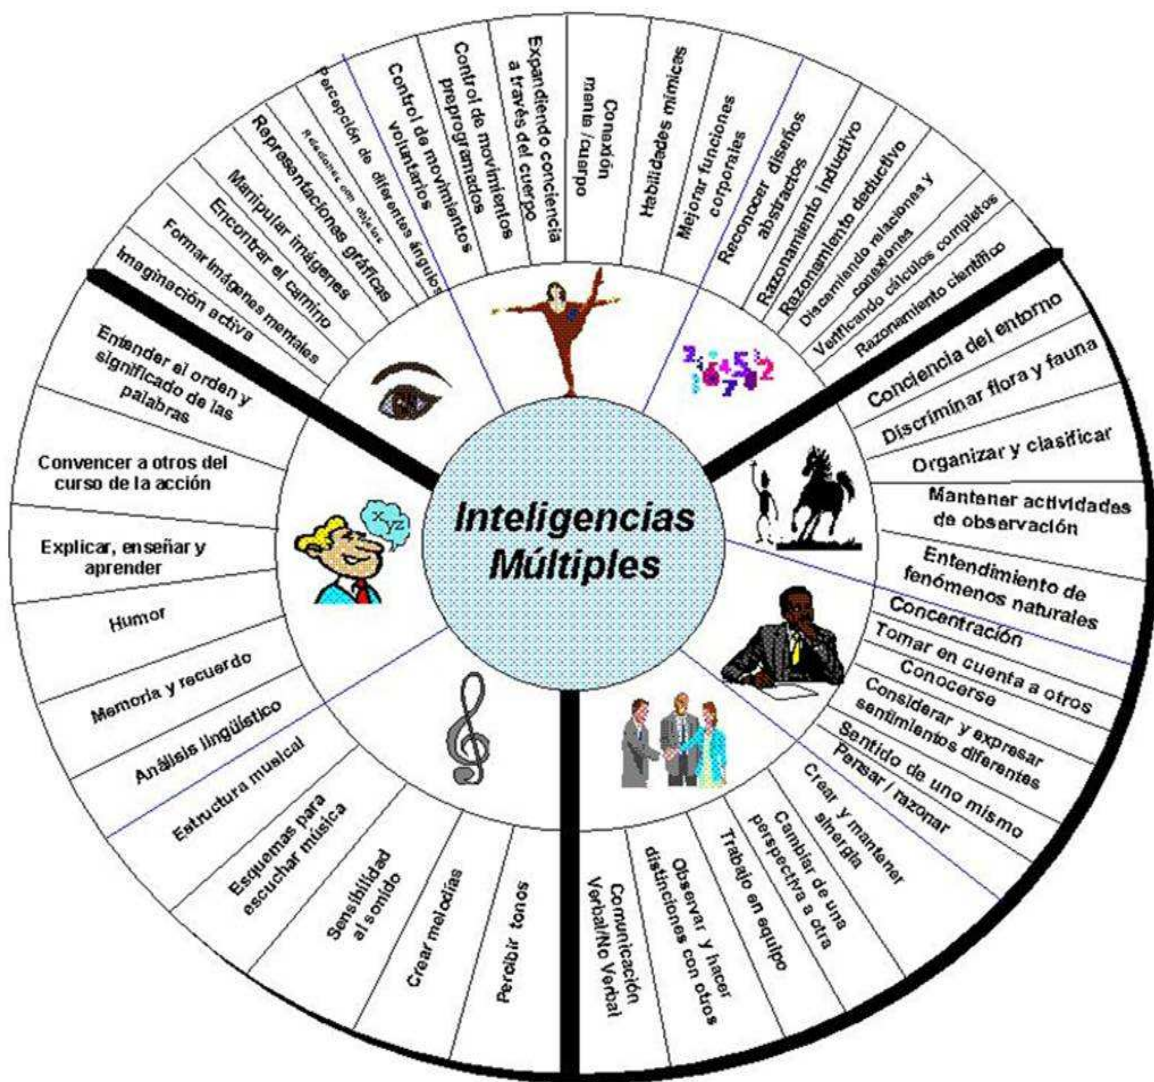 Inteligencias
Múltiples
Imaginación activa
Formar imágenes mentales
Encontrar el camino
Manipular imágenes
Representaciones gráficas
Relaciones con objetos
Percepción de diferentes ángulos
Control de movimientos
voluntarios
Control de movimientos
preprogramados
Expandiendo conciencia
a través del cuerpo
Conexión
mente / cuerpo
Habilidades mímicas
Mejorar funciones
corporales
Reconocer diseños
abstractos
Razonamiento inductivo
Razonamiento deductivo
Discerniendo relaciones y
conexiones
Verificando cálculos completos
Razonamiento científico
Conciencia del entorno
Discriminar flora y fauna
Organizar y clasificar
Mantener actividades
de observación
Entendimiento de
fenómenos naturales
Concentración
Tomar en cuenta a otros
Conocerse
Considerar y expresar
sentimientos diferentes
Sentido de uno mismo
Pensar / razonar
Crear y mantener
sinergia
Cambiar de una
perspectiva a otra
Trabajo en equipo
Observar y hacer
distinciones con otros
Comunicación
Verbal/No Verbal
Percibir tonos
Crear melodías
Sensibilidad
al sonido
Esquemas para
escuchar música
Estructura musical
Análisis lingüístico
Memoria y recuerdo
Humor
Explicar, enseñar y
aprender
Convencer a otros del
curso de la acción
Entender el orden y
significado de las
palabras
xyz